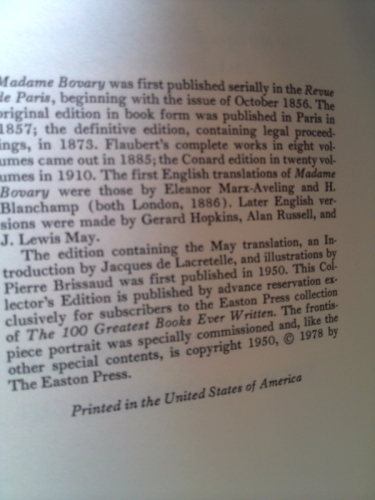 Madame Bovary was first published serially in the Revue
de Paris, beginning with the issue of October 1856. The
original edition in book form was published in Paris in
1857; the definitive edition, containing legal proceed-
ings, in 1873. Flaubert's complete works in eight vol-
umes came out in 1885; the Conard edition in twenty vol-
umes in 1910. The first English translations of Madame
Bovary were those by Eleanor Marx-Aveling and H.
Blanchamp (both London, 1886). Later English ver-
sions were made by Gerard Hopkins, Alan Russell, and
J. Lewis May.
The edition containing the May translation, an In-
troduction by Jacques de Lacretelle, and illustrations by
Pierre Brissaud was first published in 1950. This Col-
lector's Edition is published by advance reservation ex-
clusively for subscribers to the Easton Press collection
of The 100 Greatest Books Ever Written. The frontis-
piece portrait was specially commissioned and, like the
other special contents, is copyright 1950, © 1978 by
The Easton Press.
Printed in the United States of America